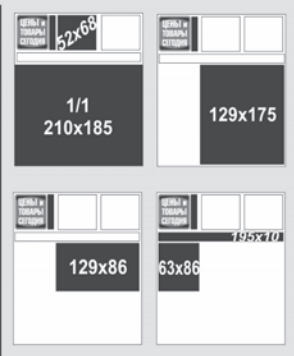 ЦЕНЫ и
ТОВАРЫ
СЕГОДНЯ
52x68
1/1
210x185
ЦЕНЫ и
ТОВАРЫ
СЕГОДНЯ
129x175
ЦЕНЫ и
ТОВАРЫ
СЕГОДНЯ
129x86
ЦЕНЫ и
ТОВАРЫ
СЕГОДНЯ
195x10
63x86